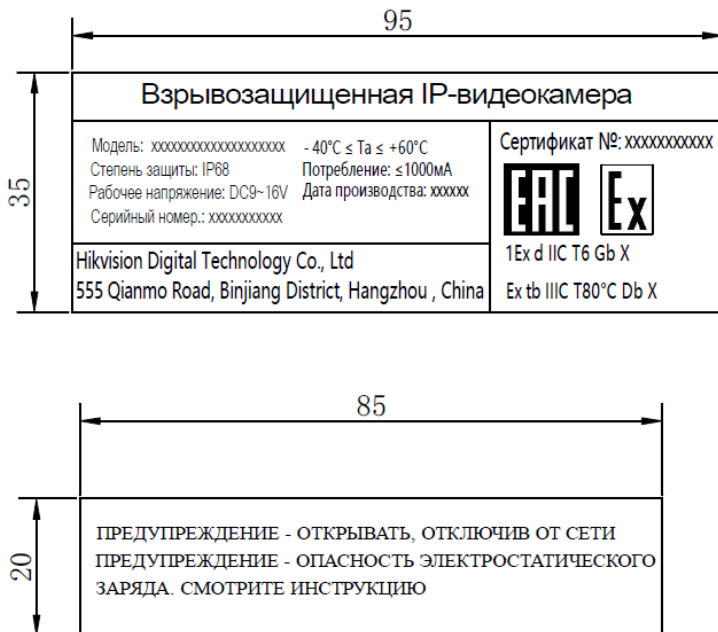 95
35
Взрывозащищенная IP-видеокамера
Модель: xxxxxxxxxxxxxxxxxxxx
Степень защиты: IP68
Рабочее напряжение: DC9~16V
Серийный номер.: xxxxxxxxxxx
- 40°C ≤ Ta ≤ +60°C
Потребление: ≤1000мА
Дата производства: xxxxxx
Сертификат №: xxxxxxxxxxx
EAC Ex
1Ex d IIC T6 Gb X
Ex tb IIIC T80°C Db X
Hikvision Digital Technology Co., Ltd
555 Qianmo Road, Binjiang District, Hangzhou , China
85
20
ПРЕДУПРЕЖДЕНИЕ - ОТКРЫВАТЬ, ОТКЛЮЧИВ ОТ СЕТИ
ПРЕДУПРЕЖДЕНИЕ - ОПАСНОСТЬ ЭЛЕКТРОСТАТИЧЕСКОГО
ЗАРЯДА. СМОТРИТЕ ИНСТРУКЦИЮ